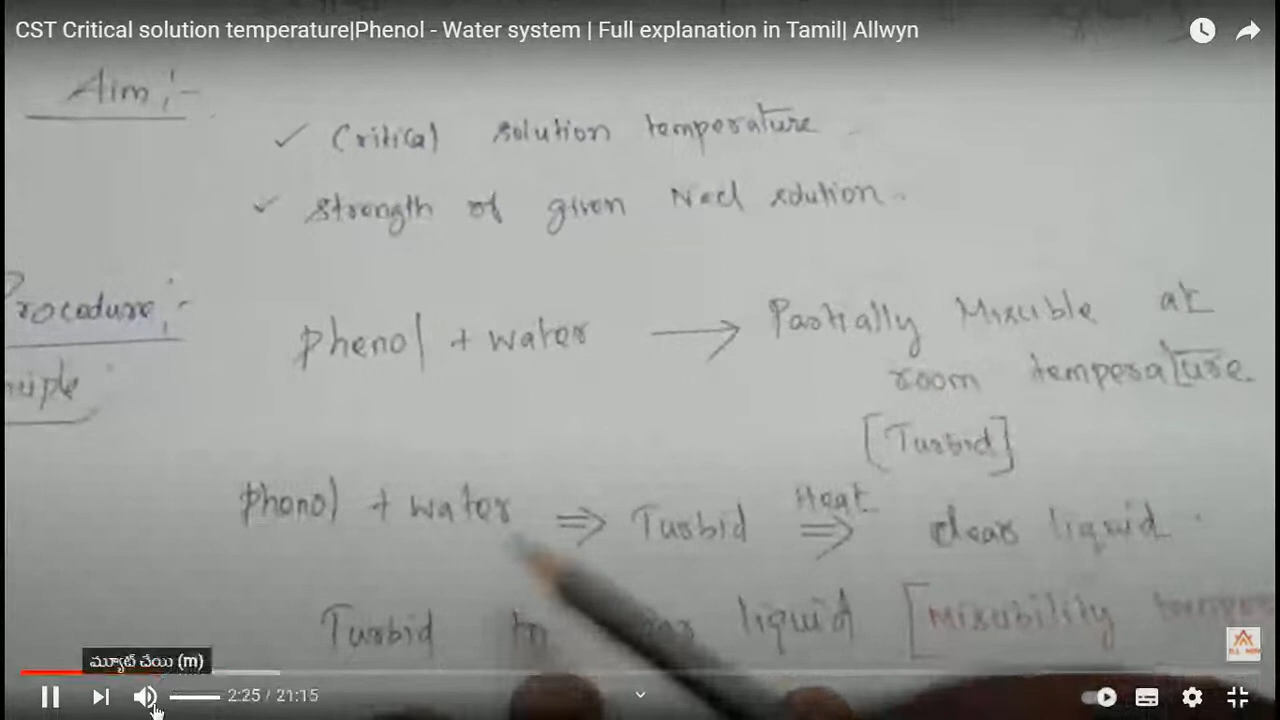 CST Critical solution temperature|Phenol - Water system | Full explanation in Tamil| Allwyn
Aim :-
✓ Critical solution temperature
✓ Strength of given Nacl solution.
Procedure :-
Phenol + water → Partially Miscible at
room temperature
[Turbid]
Phenol + water ⇒ Turbid Heat ⇒ clear liquid.
Turbid to liquid [misubility
మ్యూట్ చేయి (m)
2:25 / 21:15